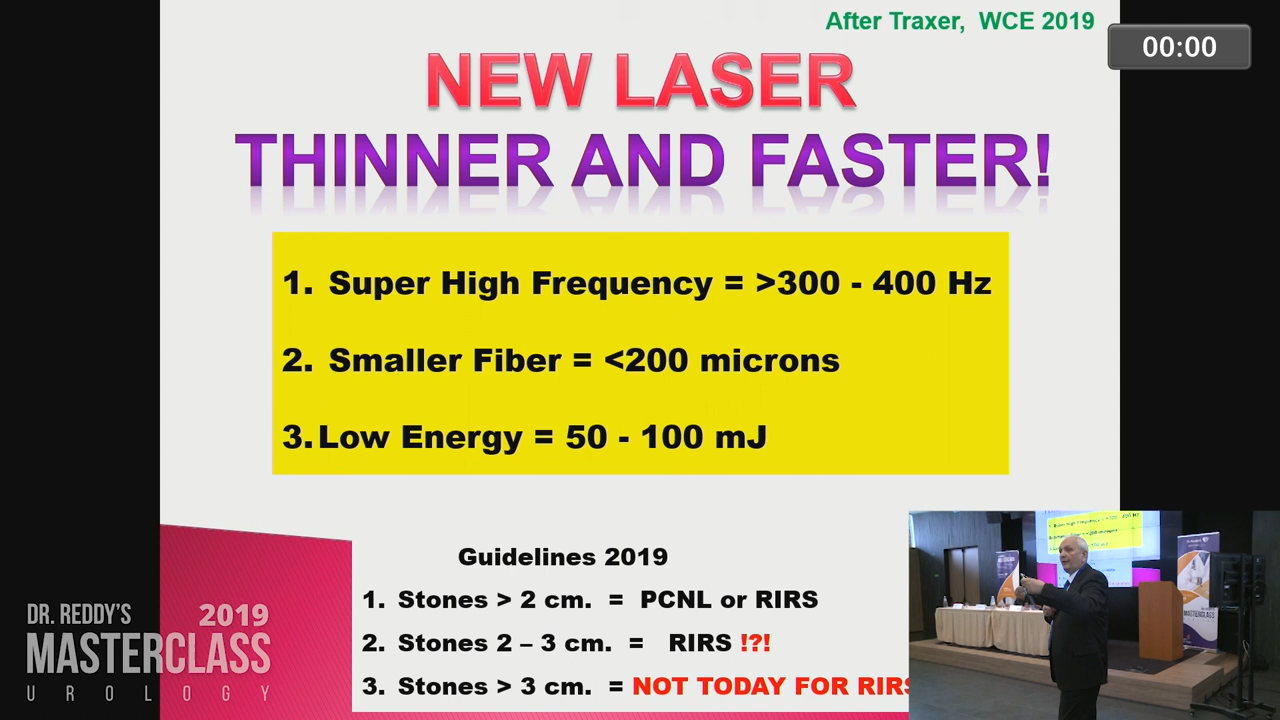 After Traxer, WCE 2019
00:00
NEW LASER
THINNER AND FASTER!
1. Super High Frequency = >300 - 400 Hz
2. Smaller Fiber = <200 microns
3. Low Energy = 50 - 100 mJ
Guidelines 2019
1. Stones > 2 cm. = PCNL or RIRS
2. Stones 2 – 3 cm. = RIRS !?!
3. Stones > 3 cm. = NOT TODAY FOR RIRS
DR. REDDY'S 2019
MASTERCLASS
UROLOGY